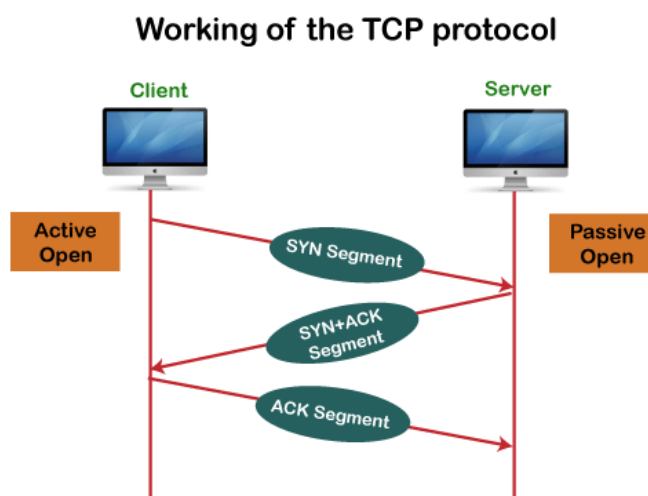 Working of the TCP protocol
Client
Server
Active
Open
Passive
Open
SYN Segment
SYN+ACK
Segment
ACK Segment